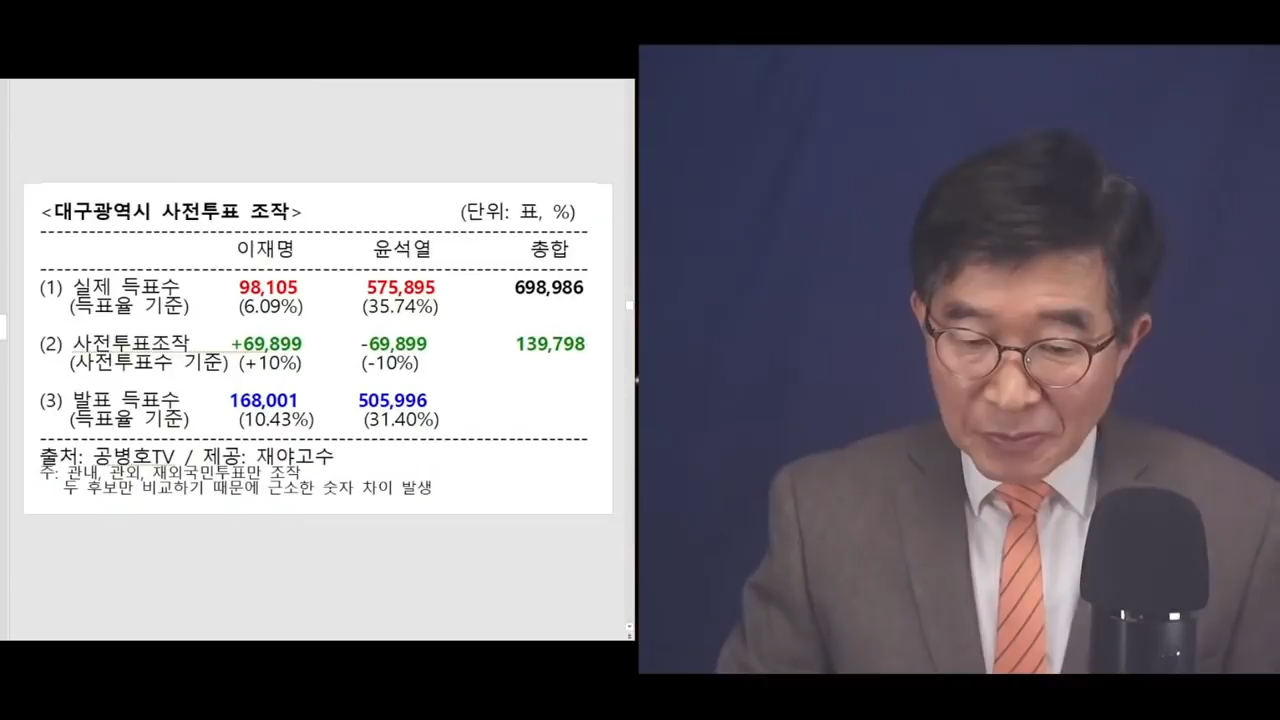 <대구광역시 사전투표 조작> (단위: 표, %)
이재명 윤석열 총합
(1) 실제 득표수 98,105 575,895 698,986
(득표율 기준) (6.09%) (35.74%)
(2) 사전투표조작 +69,899 -69,899 139,798
(사전투표수 기준) (+10%) (-10%)
(3) 발표 득표수 168,001 505,996
(득표율 기준) (10.43%) (31.40%)
출처: 공병호TV / 제공: 재야고수
주: 관내, 관외, 재외국민투표만 조작
두 후보만 비교하기 때문에 근소한 숫자 차이 발생